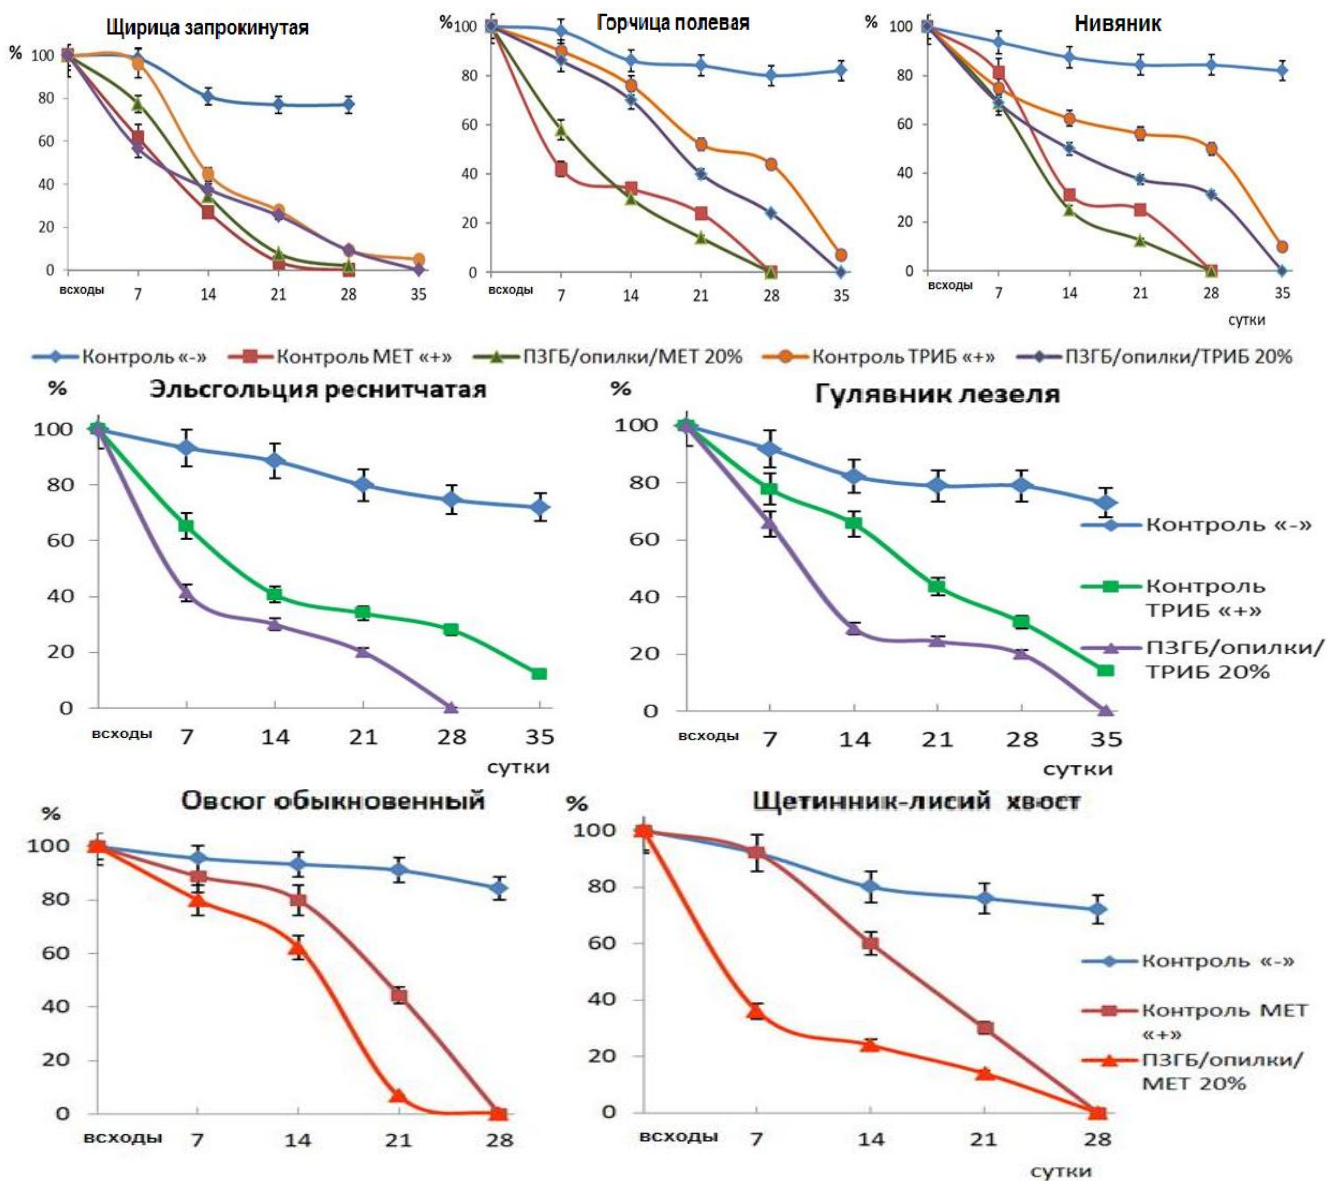 Щирица запрокинутая
Горчица полевая
Нивяник
%
100
80
60
40
20
0
всходы 7 14 21 28 35
%
100
80
60
40
20
0
всходы 7 14 21 28 35
%
100
80
60
40
20
0
всходы 7 14 21 28 35
сутки
Контроль «-» Контроль МЕТ «+» ПЗГБ/опилки/МЕТ 20% Контроль ТРИБ «+» ПЗГБ/опилки/ТРИБ 20%
Эльсгольция реснитчатая
%
100
80
60
40
20
0
всходы 7 14 21 28 35
сутки
Гулявник лезеля
%
100
80
60
40
20
0
всходы 7 14 21 28 35
сутки
Контроль «-»
Контроль
ТРИБ «+»
ПЗГБ/опилки/
ТРИБ 20%
Овсюг обыкновенный
%
100
80
60
40
20
0
всходы 7 14 21 28
Щетинник-лисий хвост
%
100
80
60
40
20
0
всходы 7 14 21 28
сутки
Контроль «-»
Контроль МЕТ
«+»
ПЗГБ/опилки/
МЕТ 20%